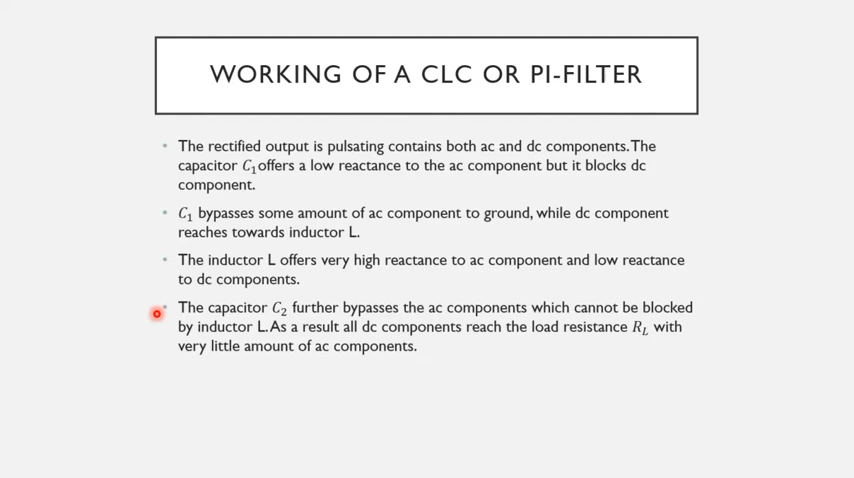 WORKING OF A CLC OR PI-FILTER
• The rectified output is pulsating contains both ac and dc components. The
capacitor C₁ offers a low reactance to the ac component but it blocks dc
component.
• C₁ bypasses some amount of ac component to ground, while dc component
reaches towards inductor L.
• The inductor L offers very high reactance to ac component and low reactance
to dc components.
• The capacitor C₂ further bypasses the ac components which cannot be blocked
by inductor L. As a result all dc components reach the load resistance R_L with
very little amount of ac components.